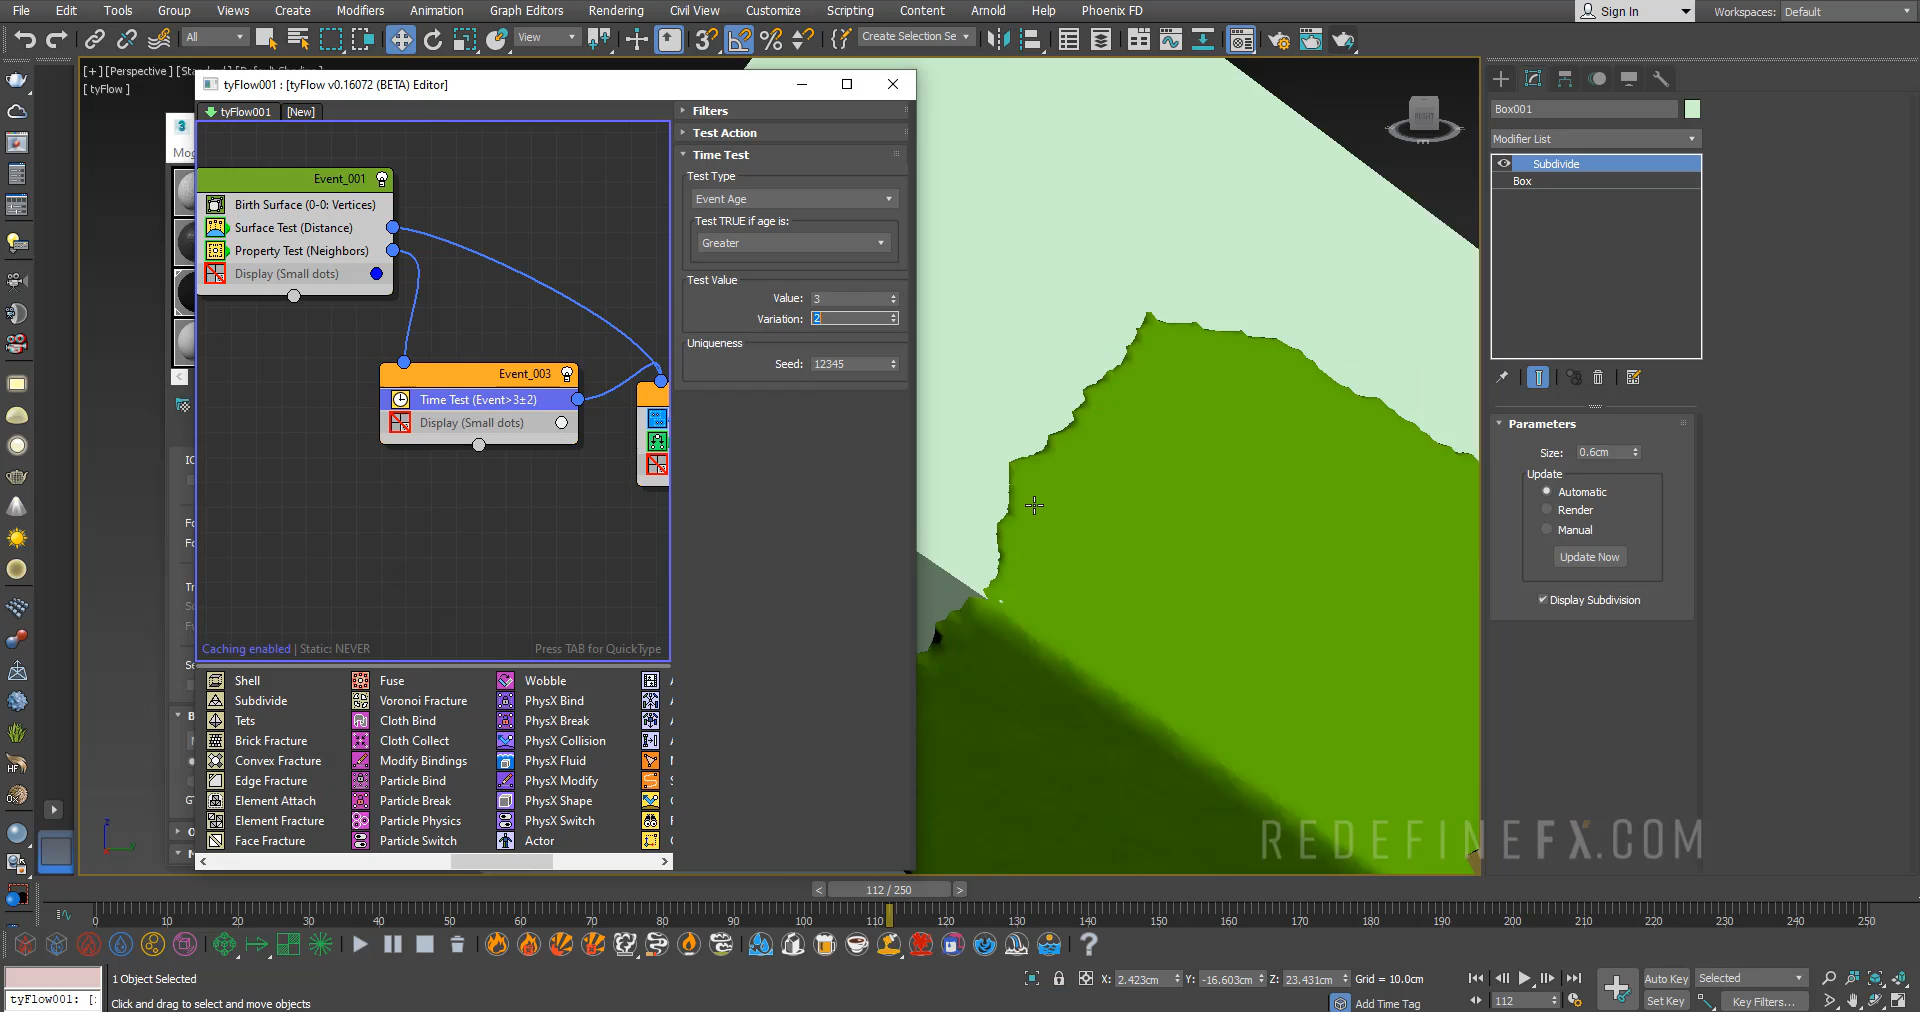 File Edit Tools Group Views Create Modifiers Animation Graph Editors Rendering Civil View Customize Scripting Content Arnold Help Phoenix FD
Sign In
Workspaces: Default
All
View
Create Selection Se
[+] [Perspective]
[ tyFlow ]
tyFlow001 : [tyFlow v0.16072 (BETA) Editor]
tyFlow001 [New]
Event_001
Birth Surface (0-0: Vertices)
Surface Test (Distance)
Property Test (Neighbors)
Display (Small dots)
Event_003
Time Test (Event>3±2)
Display (Small dots)
Caching enabled | Static: NEVER
Press TAB for QuickType
Filters
Test Action
Time Test
Test Type
Event Age
Test TRUE if age is:
Greater
Test Value
Value: 3
Variation: 2
Uniqueness
Seed: 12345
Shell Fuse Wobble
Subdivide Voronoi Fracture PhysX Bind
Tets Cloth Bind PhysX Break
Brick Fracture Cloth Collect PhysX Collision
Convex Fracture Modify Bindings PhysX Fluid
Edge Fracture Particle Bind PhysX Modify
Element Attach Particle Break PhysX Shape
Element Fracture Particle Physics PhysX Switch
Face Fracture Particle Switch Actor
RIGHT
Box001
Modifier List
Subdivide
Box
Parameters
Size: 0.6cm
Update
Automatic
Render
Manual
Update Now
Display Subdivision
REDEFINEFX.COM
112 / 250
0 10 20 30 40 50 60 70 80 90 100 110 120 130 140 150 160 170 180 190 200 210 220 230 240 250
1 Object Selected
Click and drag to select and move objects
tyFlow001: [:
X: 2.423cm Y: -16.603cm Z: 23.431cm Grid = 10.0cm
Add Time Tag
112
Auto Key Selected
Set Key Key Filters...